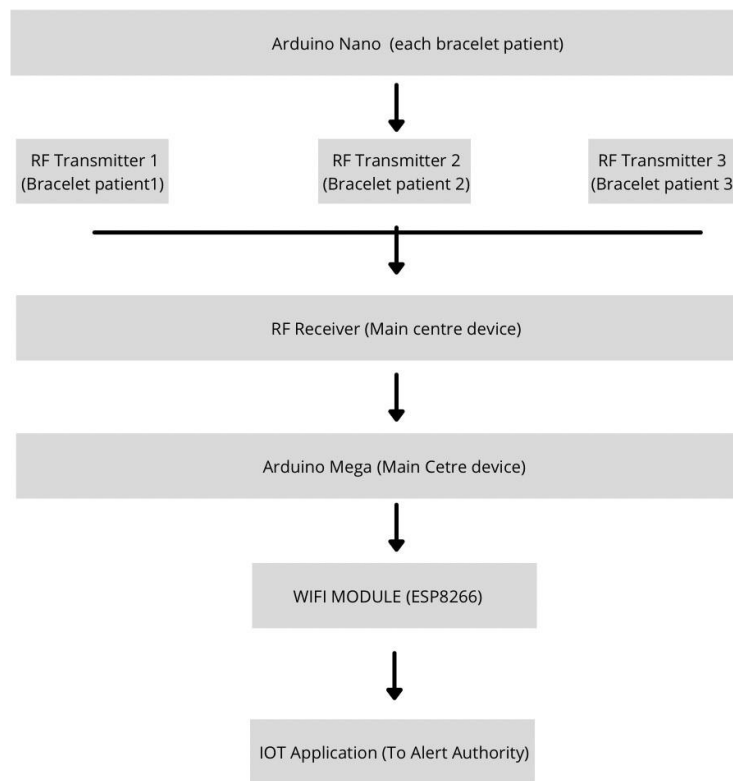 Arduino Nano (each bracelet patient)
RF Transmitter 1
(Bracelet patient1)
RF Transmitter 2
(Bracelet patient 2)
RF Transmitter 3
(Bracelet patient 3
RF Receiver (Main centre device)
Arduino Mega (Main Cetre device)
WIFI MODULE (ESP8266)
IOT Application (To Alert Authority)